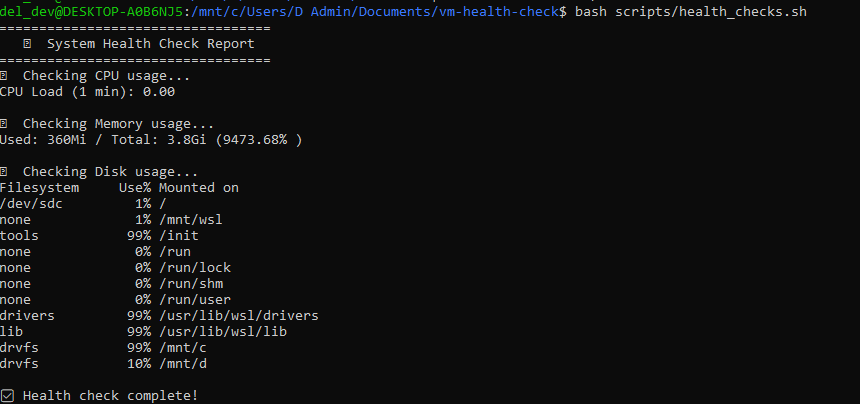 del_dev@DESKTOP-A0B6NJ5:/mnt/c/Users/D Admin/Documents/vm-health-check$ bash scripts/health_checks.sh
==================================
System Health Check Report
==================================
Checking CPU usage...
CPU Load (1 min): 0.00
Checking Memory usage...
Used: 360Mi / Total: 3.8Gi (9473.68% )
Checking Disk usage...
Filesystem     Use% Mounted on
/dev/sdc         1% /
none             1% /mnt/wsl
tools           99% /init
none             0% /run
none             0% /run/lock
none             0% /run/shm
none             0% /run/user
drivers         99% /usr/lib/wsl/drivers
lib             99% /usr/lib/wsl/lib
drvfs           99% /mnt/c
drvfs           10% /mnt/d
☑ Health check complete!